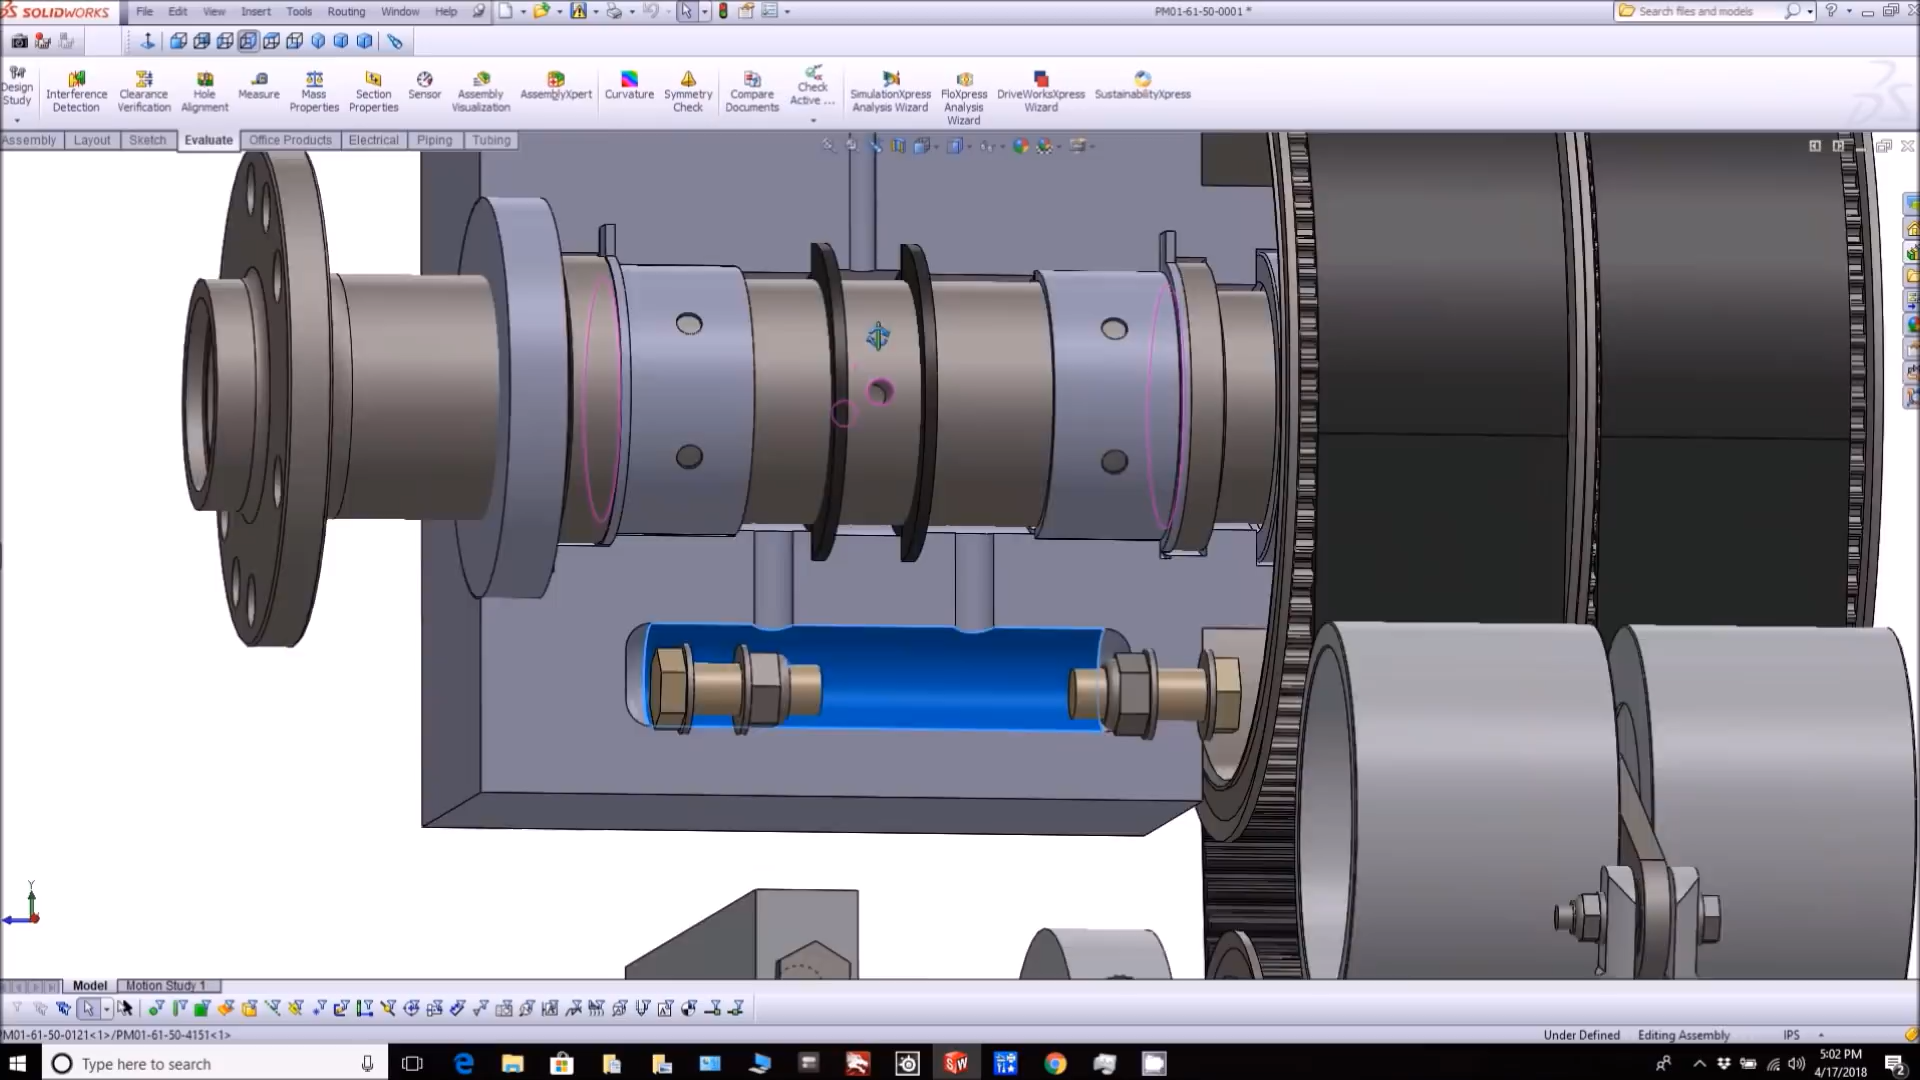 SOLIDWORKS File Edit View Insert Tools Routing Window Help PM01-61-50-0001 * Search files and models
Design Study
Interference Detection
Clearance Verification
Hole Alignment
Measure
Mass Properties
Section Properties
Sensor
Assembly Visualization
AssemblyXpert
Curvature
Symmetry Check
Compare Documents
Check Active ...
SimulationXpress Analysis Wizard
FloXpress Analysis Wizard
DriveWorksXpress Wizard
SustainabilityXpress
Assembly Layout Sketch Evaluate Office Products Electrical Piping Tubing
Y
Model Motion Study 1
PM01-61-50-0121<1>/PM01-61-50-4151<1> Under Defined Editing Assembly IPS
Type here to search
5:02 PM
4/17/2018
2